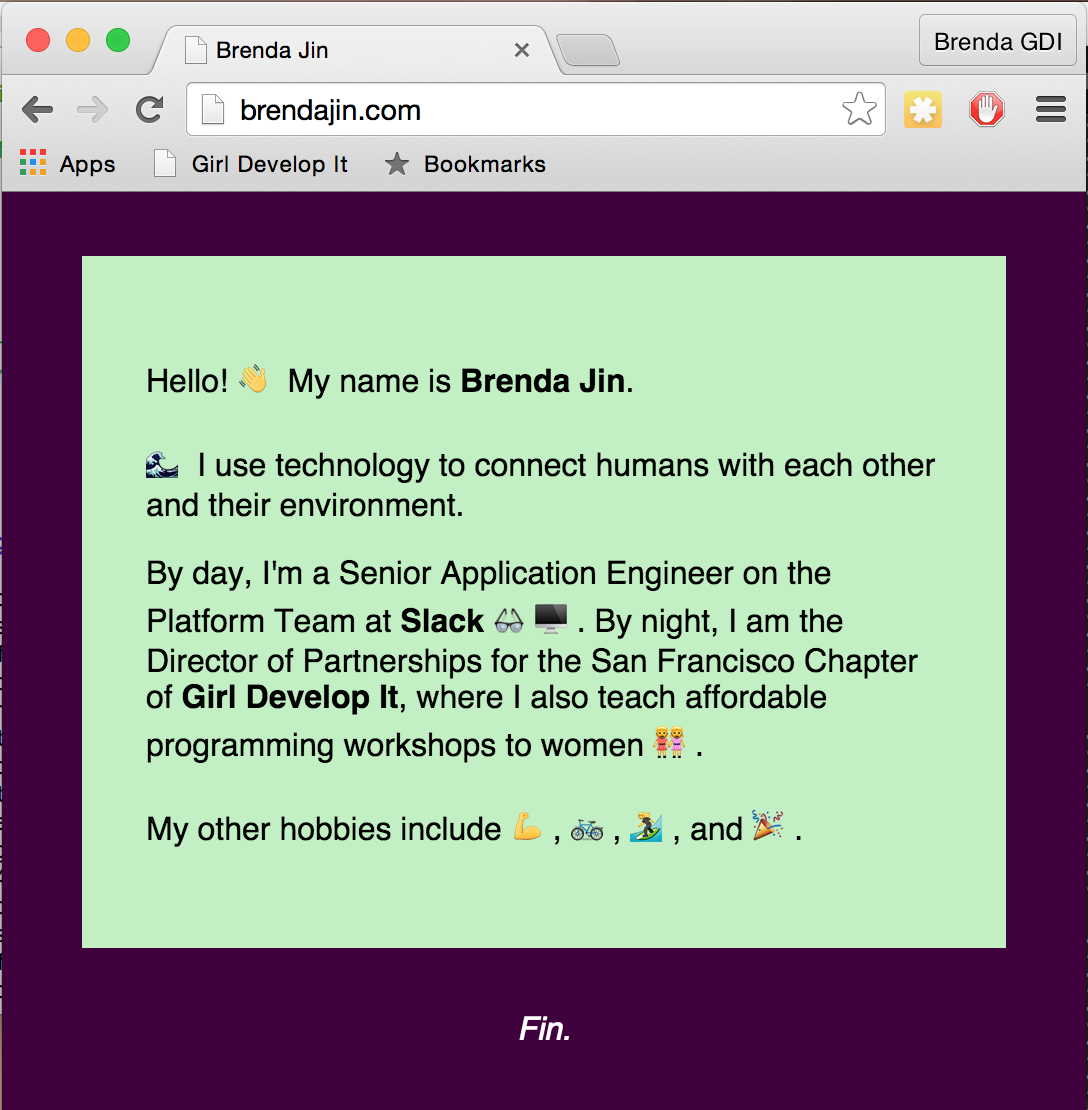 Brenda Jin
Brenda GDI
brendajin.com
Apps
Girl Develop It
Bookmarks
Hello! 👋 My name is Brenda Jin.
🌊 I use technology to connect humans with each other
and their environment.
By day, I'm a Senior Application Engineer on the
Platform Team at Slack 👓 🖥 . By night, I am the
Director of Partnerships for the San Francisco Chapter
of Girl Develop It, where I also teach affordable
programming workshops to women 👭 .
My other hobbies include 💪 , 🚲 , 🏄 , and 🎉 .
Fin.